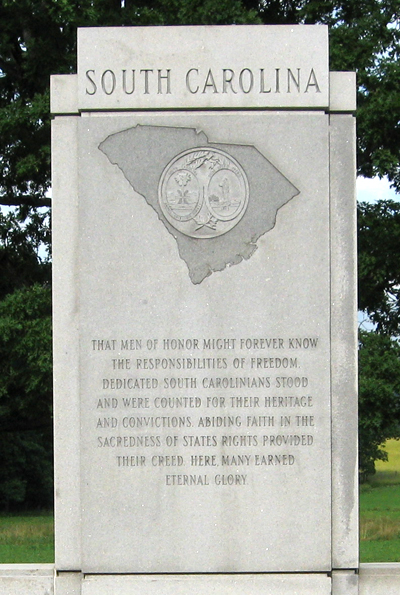 SOUTH CAROLINA
THAT MEN OF HONOR MIGHT FOREVER KNOW
THE RESPONSIBILITIES OF FREEDOM.
DEDICATED SOUTH CAROLINIANS STOOD
AND WERE COUNTED FOR THEIR HERITAGE
AND CONVICTIONS. ABIDING FAITH IN THE
SACREDNESS OF STATES RIGHTS PROVIDED
THEIR CREED. HERE MANY EARNED
ETERNAL GLORY.